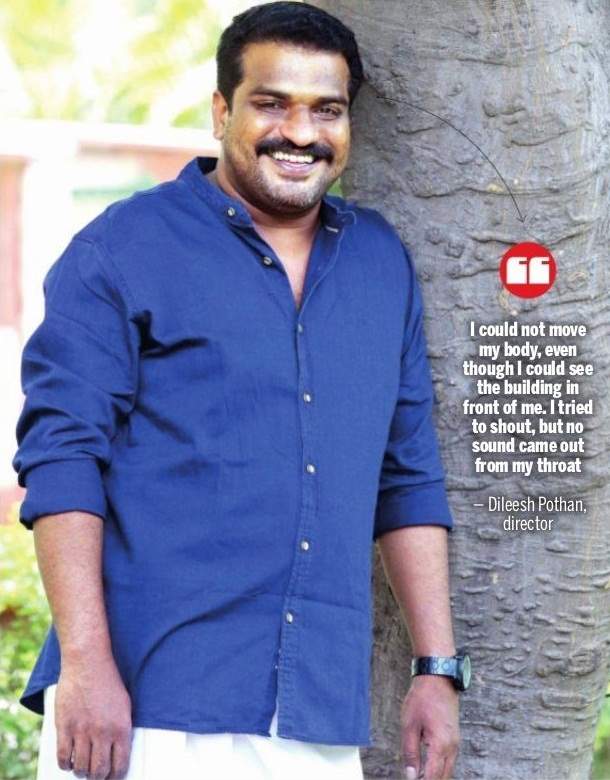 I could not move
my body, even
though I could see
the building in
front of me. I tried
to shout, but no
sound came out
from my throat
— Dileesh Pothan,
director